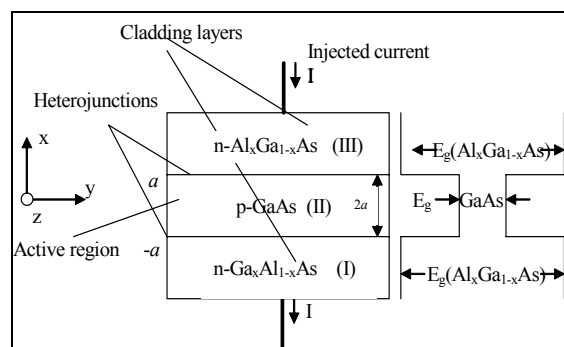 Cladding layers
Injected current
I
Heterojunctions
x
n-AlxGa1-xAs (III)
Eg(AlxGa1-xAs)
a
y
p-GaAs (II)
2a
Eg
GaAs
z
Active region
-a
n-GaxAl1-xAs (I)
Eg(AlxGa1-xAs)
I